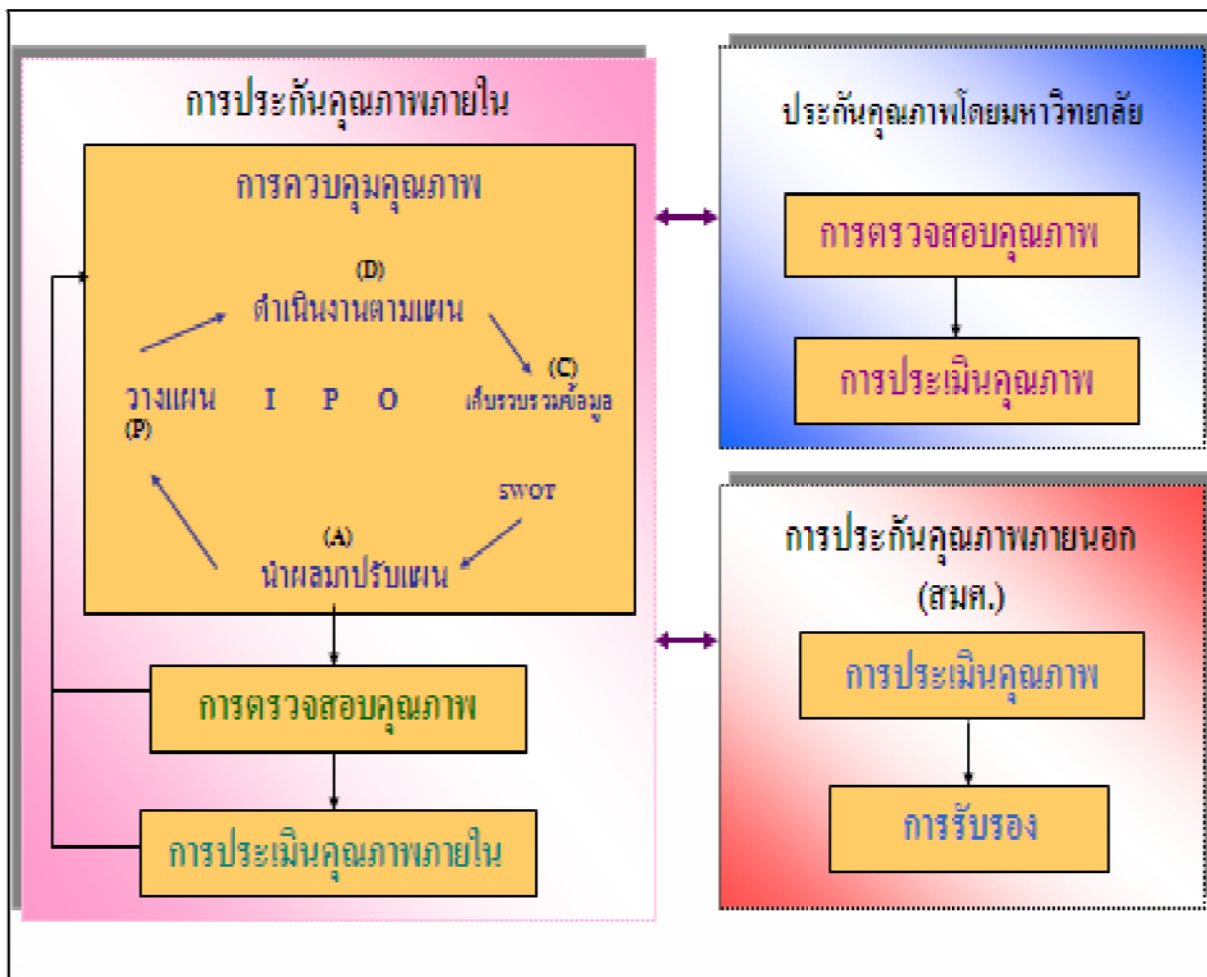 การประกันคุณภาพภายใน
การควบคุมคุณภาพ
(D)
ดำเนินงานตามแผน
(C)
วางแผน I P O เก็บรวบรวมข้อมูล
(P)
SWOT
(A)
นำผลมาปรับแผน
การตรวจสอบคุณภาพ
การประเมินคุณภาพภายใน
ประกันคุณภาพโดยมหาวิทยาลัย
การตรวจสอบคุณภาพ
การประเมินคุณภาพ
การประกันคุณภาพภายนอก
(สมศ.)
การประเมินคุณภาพ
การรับรอง